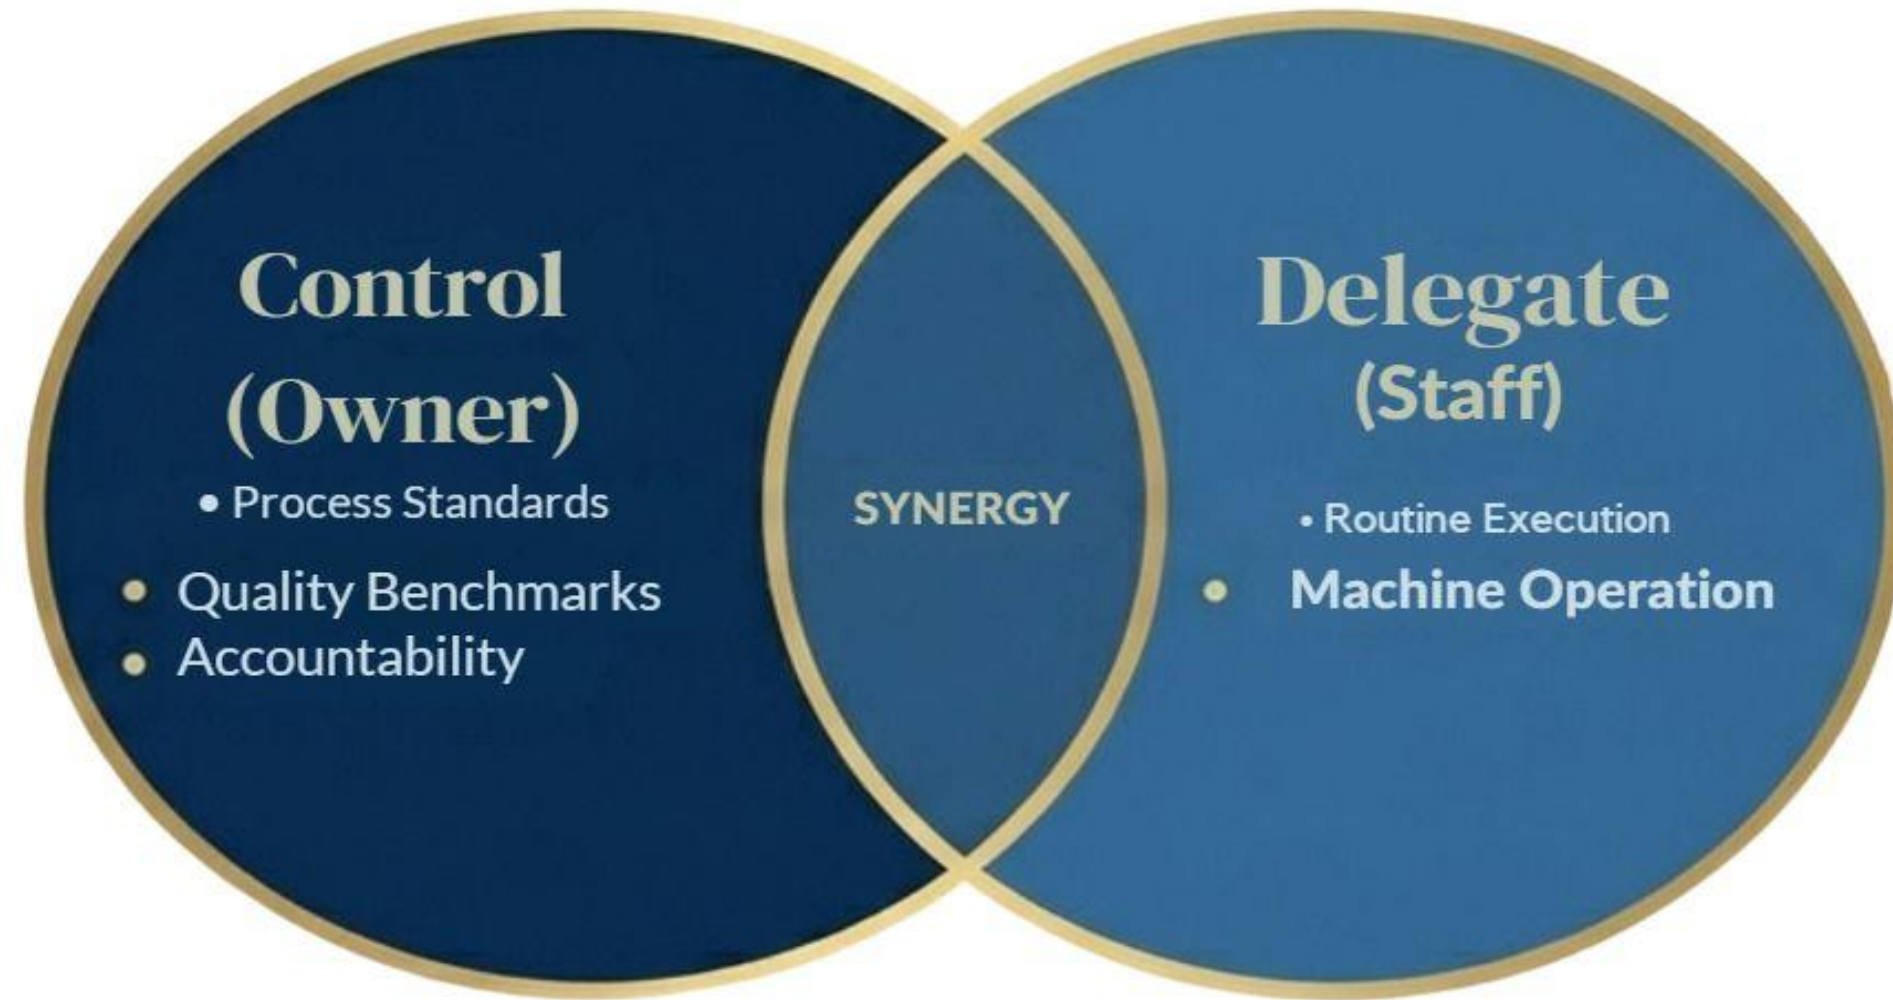 Control
(Owner)
• Process Standards
• Quality Benchmarks
• Accountability
SYNERGY
Delegate
(Staff)
• Routine Execution
• Machine Operation